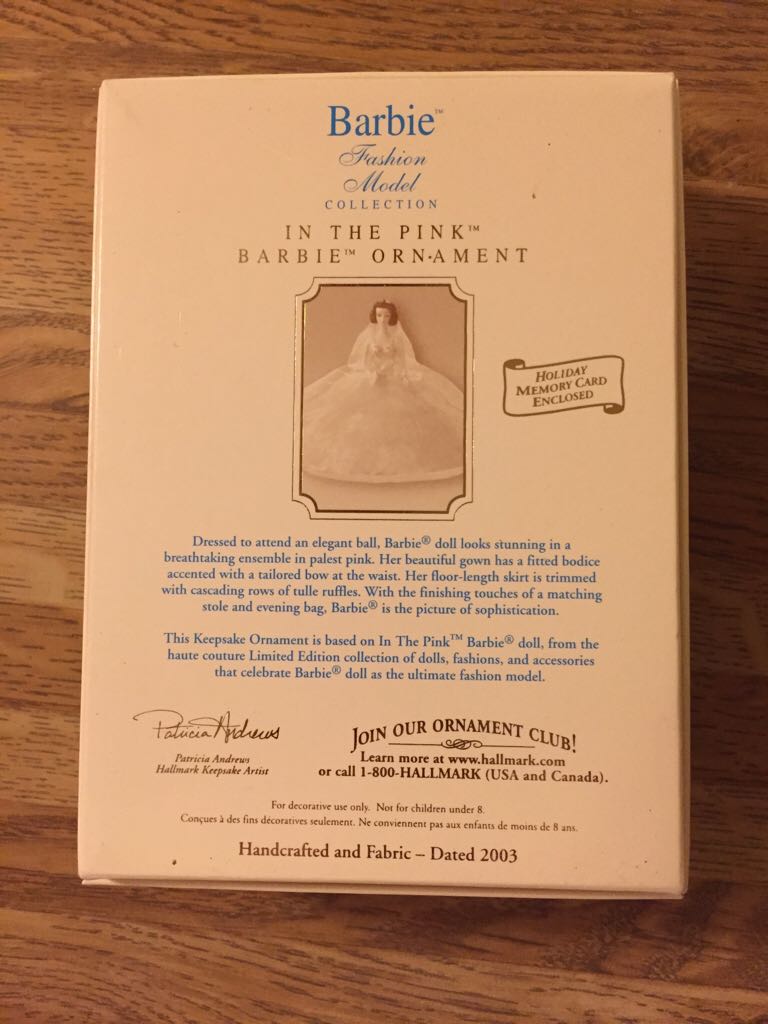 Barbie™
Fashion
Model
COLLECTION
IN THE PINK™
BARBIE™ ORNAMENT
HOLIDAY
MEMORY CARD
ENCLOSED
Dressed to attend an elegant ball, Barbie® doll looks stunning in a
breathtaking ensemble in palest pink. Her beautiful gown has a fitted bodice
accented with a tailored bow at the waist. Her floor-length skirt is trimmed
with cascading rows of tulle ruffles. With the finishing touches of a matching
stole and evening bag, Barbie® is the picture of sophistication.
This Keepsake Ornament is based on In The Pink™ Barbie® doll, from the
haute couture Limited Edition collection of dolls, fashions, and accessories
that celebrate Barbie® doll as the ultimate fashion model.
Patricia Andrews
Patricia Andrews
Hallmark Keepsake Artist
JOIN OUR ORNAMENT CLUB!
Learn more at www.hallmark.com
or call 1-800-HALLMARK (USA and Canada).
For decorative use only. Not for children under 8.
Conçues à des fins décoratives seulement. Ne conviennent pas aux enfants de moins de 8 ans.
Handcrafted and Fabric – Dated 2003